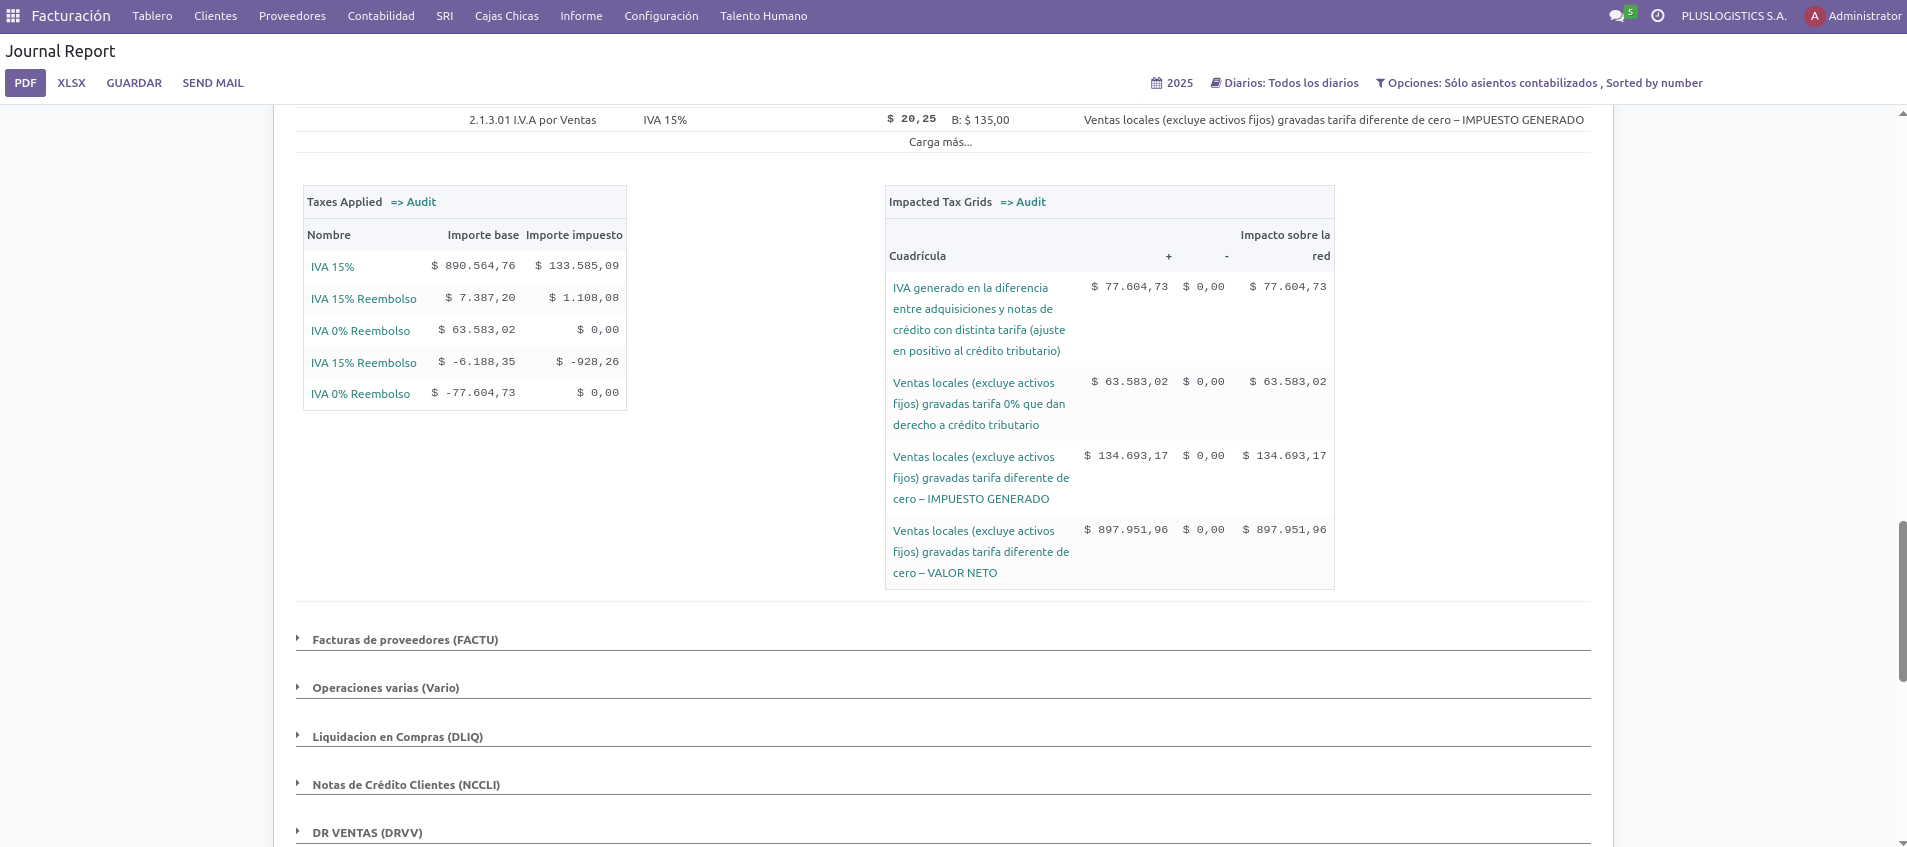 Facturación Tablero Clientes Proveedores Contabilidad SRI Cajas Chicas Informe Configuración Talento Humano 5 PLUSLOGISTICS S.A. A Administrator
Journal Report
PDF XLSX GUARDAR SEND MAIL 2025 Diarios: Todos los diarios Opciones: Sólo asientos contabilizados , Sorted by number
2.1.3.01 I.V.A por Ventas IVA 15% $ 20,25 B: $ 135,00 Ventas locales (excluye activos fijos) gravadas tarifa diferente de cero – IMPUESTO GENERADO
Carga más...
Taxes Applied => Audit
Nombre Importe base Importe impuesto
IVA 15% $ 890.564,76 $ 133.585,09
IVA 15% Reembolso $ 7.387,20 $ 1.108,08
IVA 0% Reembolso $ 63.583,02 $ 0,00
IVA 15% Reembolso $ -6.188,35 $ -928,26
IVA 0% Reembolso $ -77.604,73 $ 0,00
Impacted Tax Grids => Audit
Impacto sobre la
Cuadrícula + - red
IVA generado en la diferencia $ 77.604,73 $ 0,00 $ 77.604,73
entre adquisiciones y notas de
crédito con distinta tarifa (ajuste
en positivo al crédito tributario)
Ventas locales (excluye activos $ 63.583,02 $ 0,00 $ 63.583,02
fijos) gravadas tarifa 0% que dan
derecho a crédito tributario
Ventas locales (excluye activos $ 134.693,17 $ 0,00 $ 134.693,17
fijos) gravadas tarifa diferente de
cero – IMPUESTO GENERADO
Ventas locales (excluye activos $ 897.951,96 $ 0,00 $ 897.951,96
fijos) gravadas tarifa diferente de
cero – VALOR NETO
Facturas de proveedores (FACTU)
Operaciones varias (Vario)
Liquidacion en Compras (DLIQ)
Notas de Crédito Clientes (NCCLI)
DR VENTAS (DRVV)